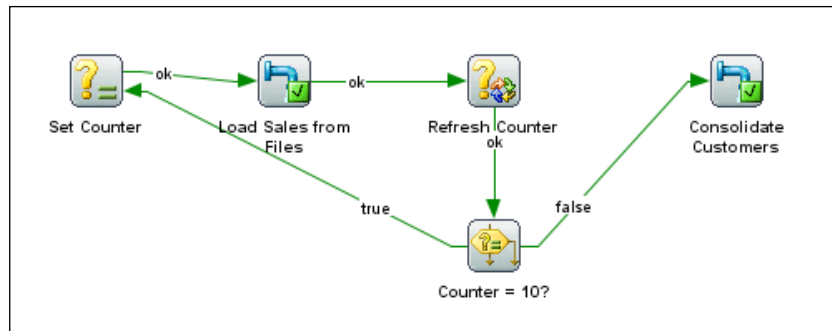 ok
ok
Set Counter
Load Sales from
Files
Refresh Counter
ok
Consolidate
Customers
true
false
Counter = 10?